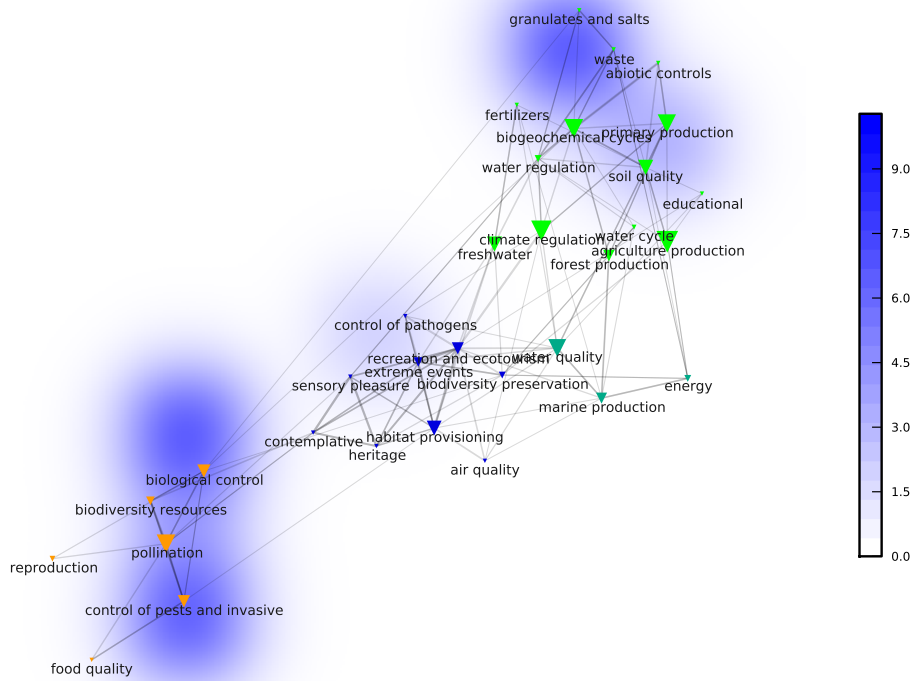 granulates and salts
waste
abiotic controls
fertilizers
primary production
biogeochemical cycles
water regulation
soil quality
educational
water cycle
climate regulation
agriculture production
freshwater
forest production
control of pathogens
water quality
recreation and ecotourism
extreme events
biodiversity preservation
sensory pleasure
energy
marine production
habitat provisioning
contemplative
heritage
air quality
biological control
biodiversity resources
pollination
reproduction
control of pests and invasive
food quality
9.0
7.5
6.0
4.5
3.0
1.5
0.0